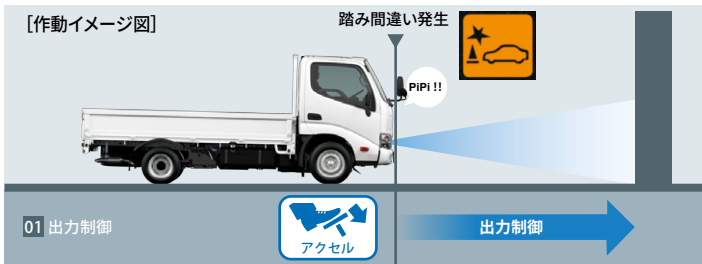 [作動イメージ図]
踏み間違い発生
PiPi !!
01 出力制御
アクセル
出力制御